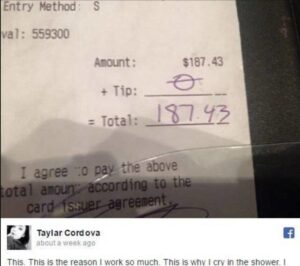 Entry Method: S
val: 559300
Amount: $187.43
+ Tip: 0
= Total: 187.43
I agree to pay the above
total amount according to the
card issuer agreement.
Taylar Cordova
about a week ago
f
This. This is the reason I work so much. This is why I cry in the shower. I